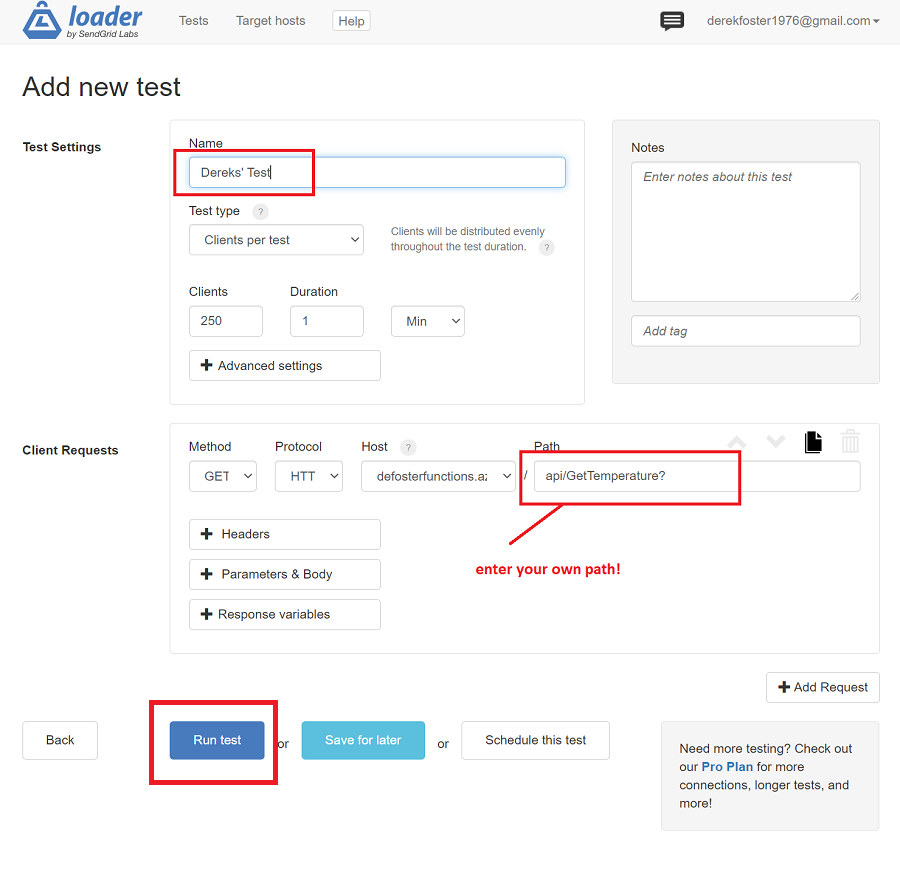 loader
by SendGrid Labs
Tests
Target hosts
Help
derekfoster1976@gmail.com
Add new test
Test Settings
Name
Dereks' Test
Test type ?
Clients per test
Clients will be distributed evenly
throughout the test duration. ?
Clients
Duration
250
1
Min
+ Advanced settings
Notes
Enter notes about this test
Add tag
Client Requests
Method
Protocol
Host ?
Path
GET
HTT
defosterfunctions.az
/
api/GetTemperature?
enter your own path!
+ Headers
+ Parameters & Body
+ Response variables
+ Add Request
Back
Run test
or
Save for later
or
Schedule this test
Need more testing? Check out
our Pro Plan for more
connections, longer tests, and
more!